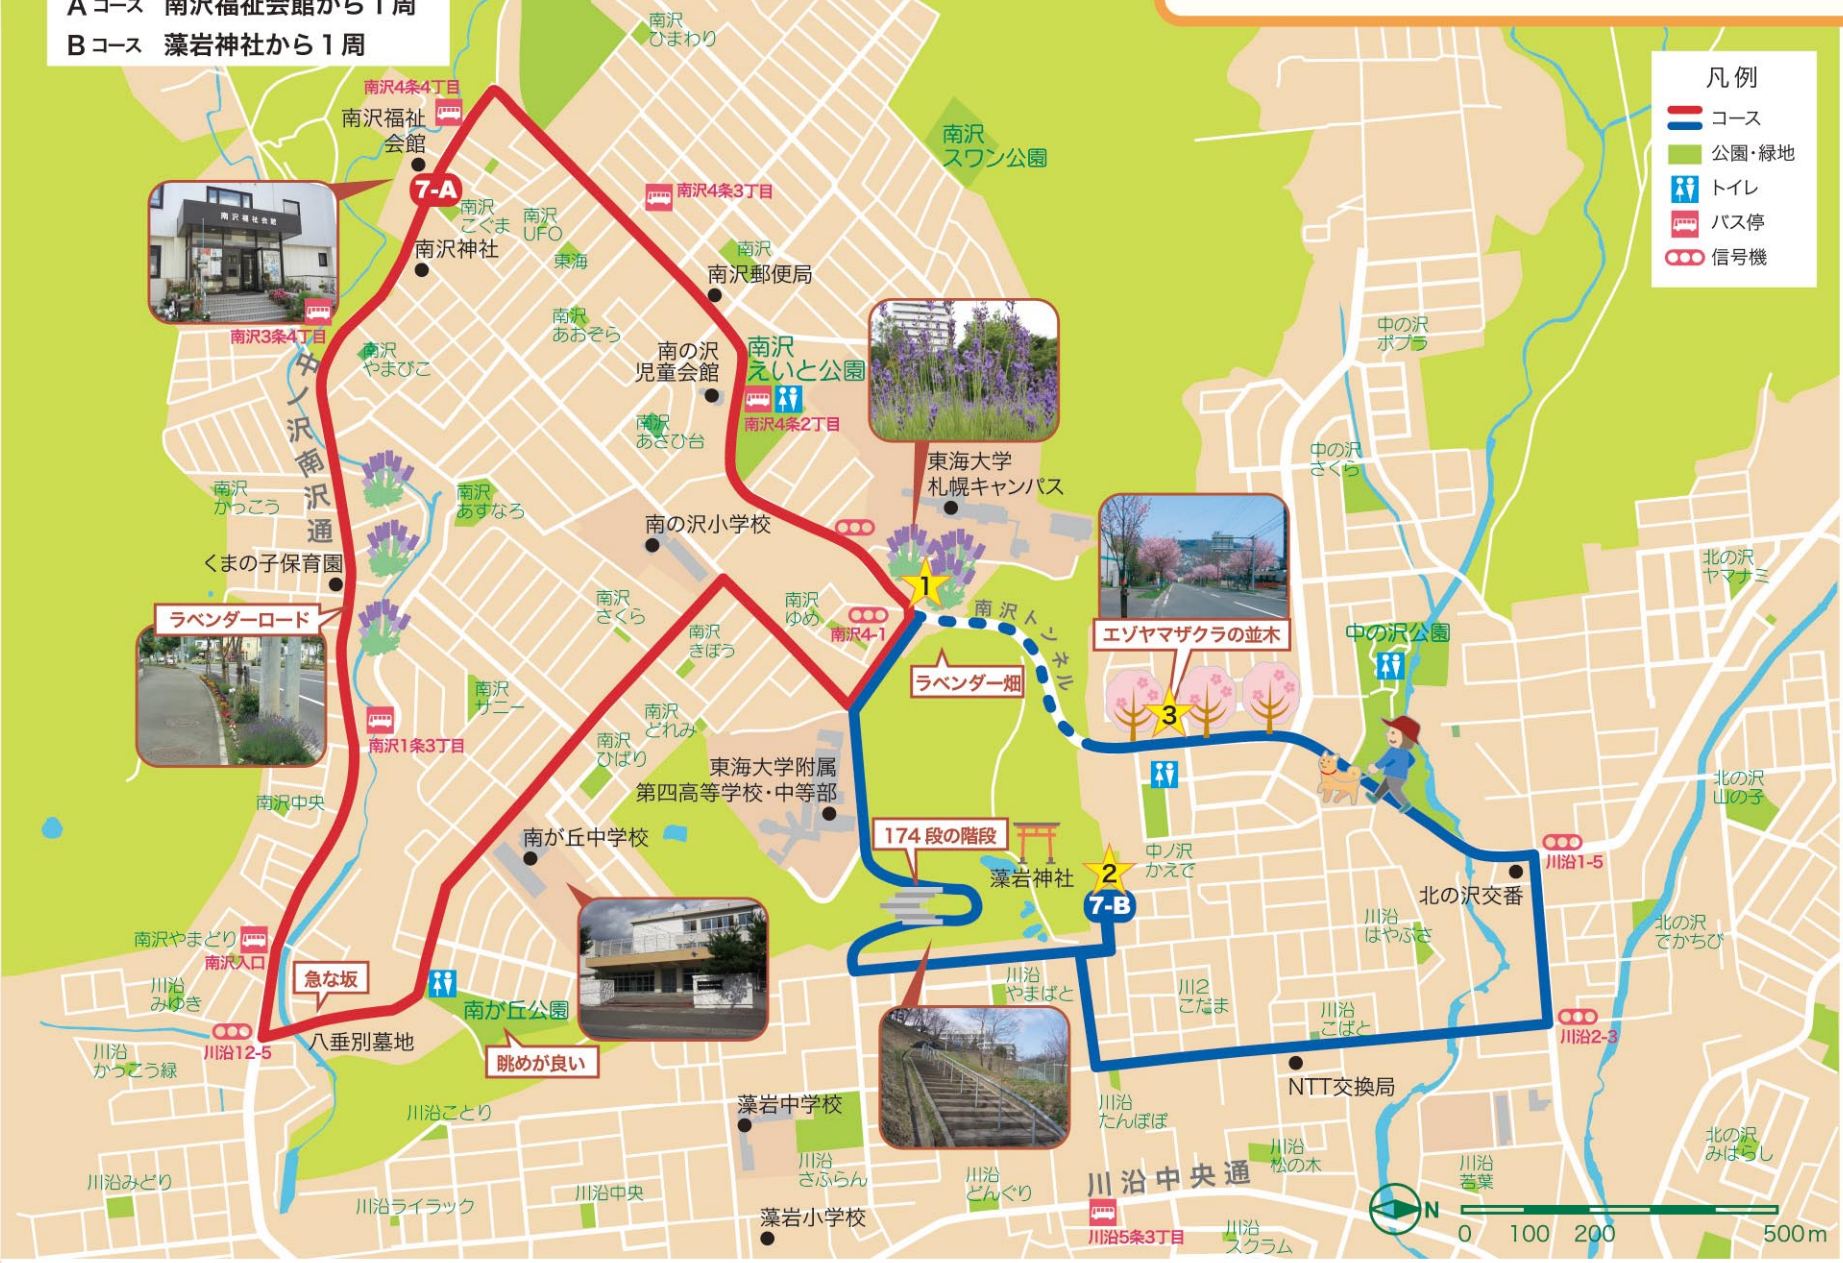 Aコース 南沢福祉会館から1周
Bコース 藻岩神社から1周
凡例
コース
公園・緑地
トイレ
バス停
信号機
南沢
ひまわり
南沢4条4丁目
南沢福祉
会館
7-A
南沢福祉会館
南沢
スワン公園
南沢4条3丁目
南沢
こぐま
南沢
UFO
南沢神社
東海
南沢
南沢郵便局
南沢3条4丁目
南沢
あおぞら
南沢
やまびこ
南の沢
児童会館
南沢
えいと公園
南沢4条2丁目
南沢
あさひ台
中ノ沢南沢通
中の沢
ポプラ
中の沢
さくら
東海大学
札幌キャンパス
南沢
かっこう
南沢
あすなろ
南の沢小学校
くまの子保育園
ラベンダーロード
南沢
さくら
南沢
ゆめ
南沢4-1
南沢
きぼう
1
南沢トンネル
ラベンダー畑
エゾヤマザクラの並木
3
中の沢公園
北の沢
ヤマナミ
南沢
サニー
南沢1条3丁目
南沢
どれみ
南沢
ひばり
東海大学附属
第四高等学校・中等部
南沢中央
南が丘中学校
174段の階段
藻岩神社
2
7-B
中ノ沢
かえで
北の沢
山の子
川沿1-5
北の沢交番
川沿
はやぶさ
北の沢
でかちび
南沢やまどり
南沢入口
急な坂
川沿
みゆき
南が丘公園
眺めが良い
八垂別墓地
川沿12-5
川沿
かっこう緑
川沿
やまばと
川2
こだま
川沿
こばと
川沿2-3
NTT交換局
川沿ことり
藻岩中学校
川沿
たんぽぽ
川沿みどり
川沿ライラック
川沿中央
川沿
さふらん
川沿
どんぐり
藻岩小学校
川沿中央通
川沿5条3丁目
川沿
松の木
川沿
スクラム
川沿
若葉
北の沢
みはらし
N
0 100 200 500m